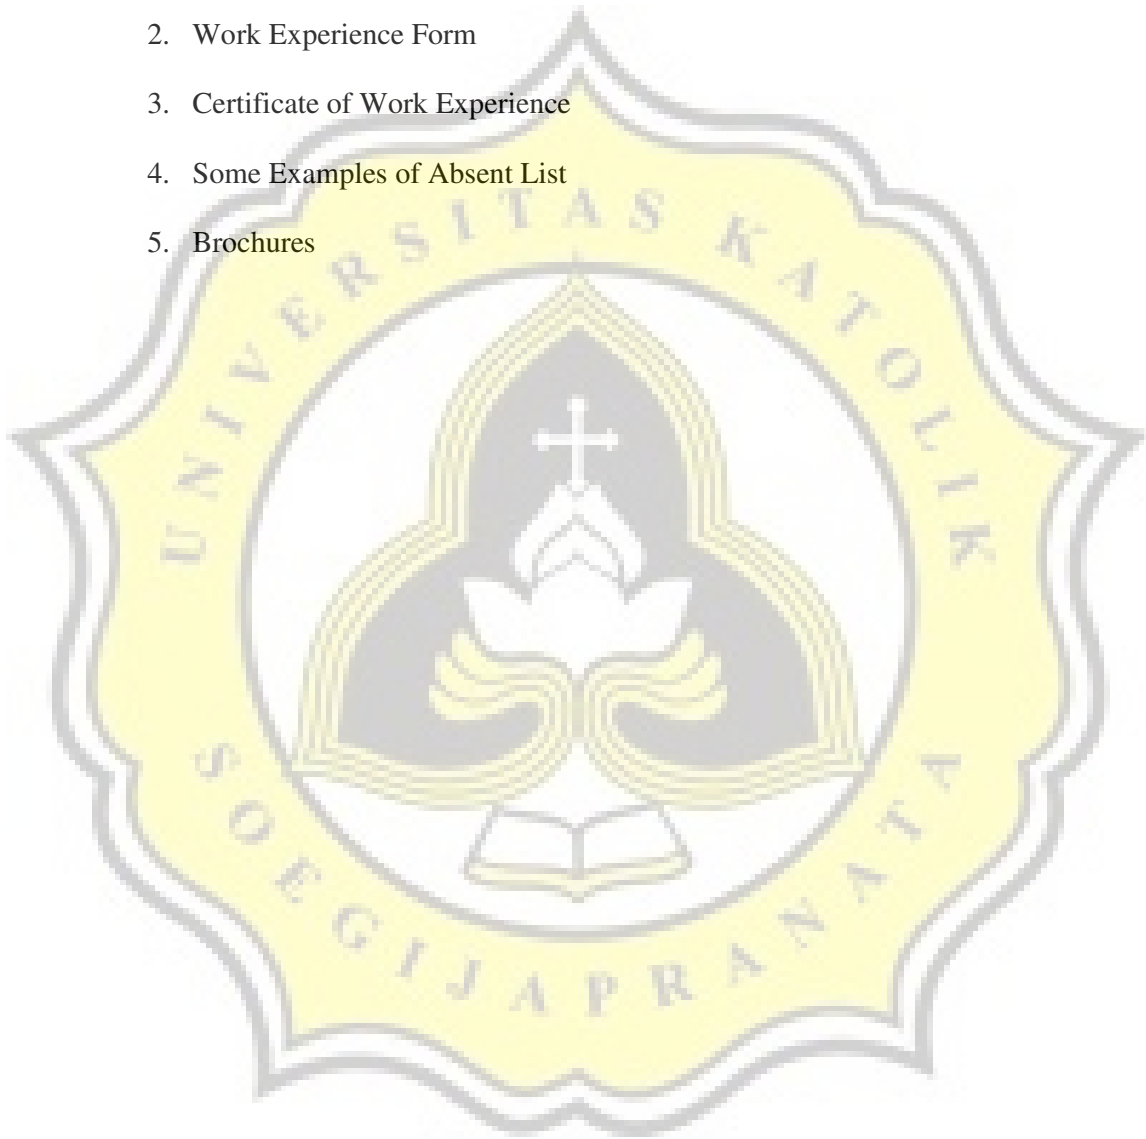 2. Work Experience Form
3. Certificate of Work Experience
4. Some Examples of Absent List
5. Brochures
UNIVERSITAS KATOLIK
SOEGIJAPRANATA